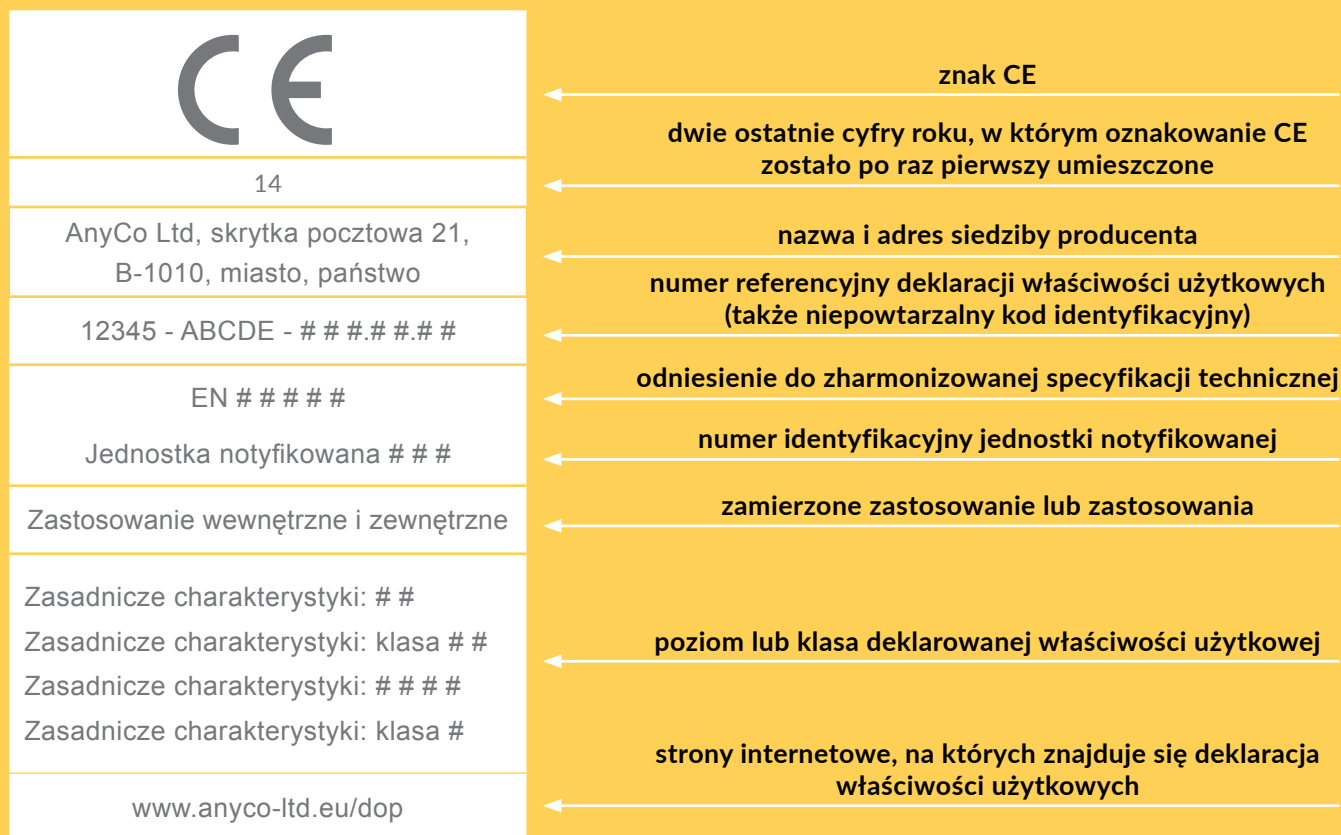 CE
znak CE
14
dwie ostatnie cyfry roku, w którym oznakowanie CE
zostało po raz pierwszy umieszczone
AnyCo Ltd, skrytka pocztowa 21,
B-1010, miasto, państwo
nazwa i adres siedziby producenta
12345 - ABCDE - # # #.# #.# #
numer referencyjny deklaracji właściwości użytkowych
(także niepowtarzalny kod identyfikacyjny)
EN # # # # #
odniesienie do zharmonizowanej specyfikacji technicznej
Jednostka notyfikowana # # #
numer identyfikacyjny jednostki notyfikowanej
Zastosowanie wewnętrzne i zewnętrzne
zamierzone zastosowanie lub zastosowania
Zasadnicze charakterystyki: # #
Zasadnicze charakterystyki: klasa # #
Zasadnicze charakterystyki: # # # #
Zasadnicze charakterystyki: klasa #
poziom lub klasa deklarowanej właściwości użytkowej
www.anyco-ltd.eu/dop
strony internetowe, na których znajduje się deklaracja
właściwości użytkowych